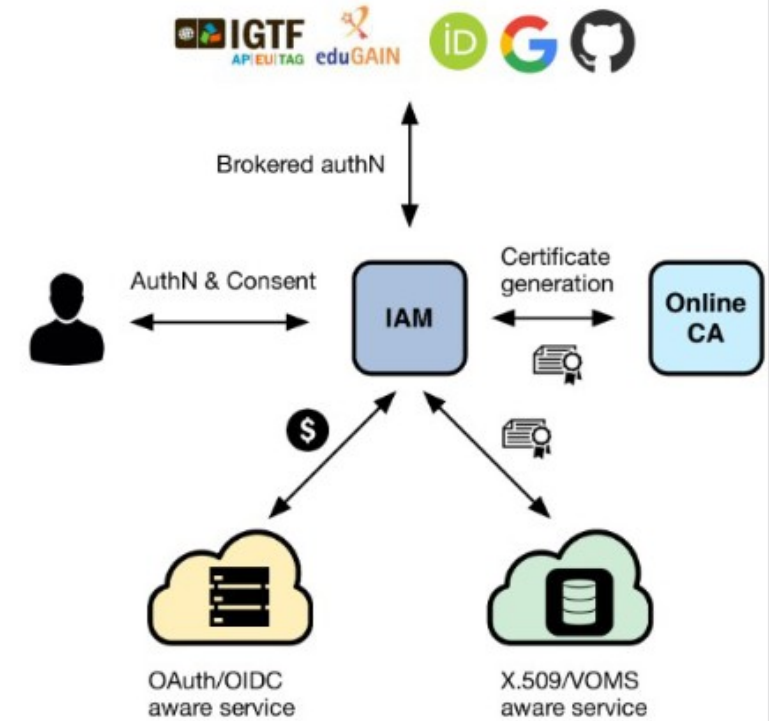 IGTF
AP|EU|TAG
eduGAIN
iD
G
Brokered authN
AuthN & Consent
IAM
Certificate
generation
Online
CA
$
OAuth/OIDC
aware service
X.509/VOMS
aware service